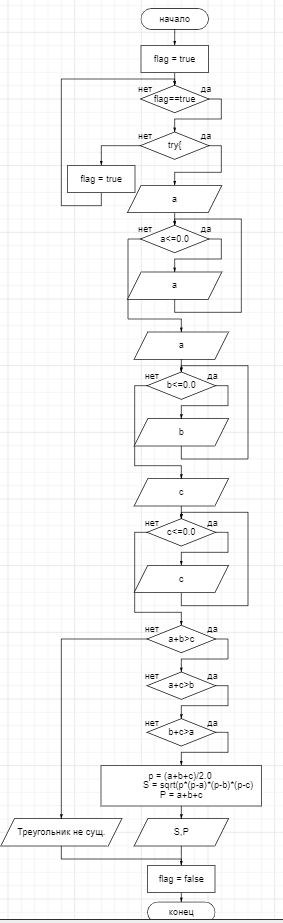 начало
flag = true
нет
да
flag==true
нет
да
try{
flag = true
a
нет
да
a<=0.0
a
a
нет
да
b<=0.0
b
c
нет
да
c<=0.0
c
нет
да
a+b>c
нет
да
a+c>b
нет
да
b+c>a
p = (a+b+c)/2.0
S = sqrt(p*(p-a)*(p-b)*(p-c)
P = a+b+c
Треугольник не сущ.
S,P
flag = false
конец